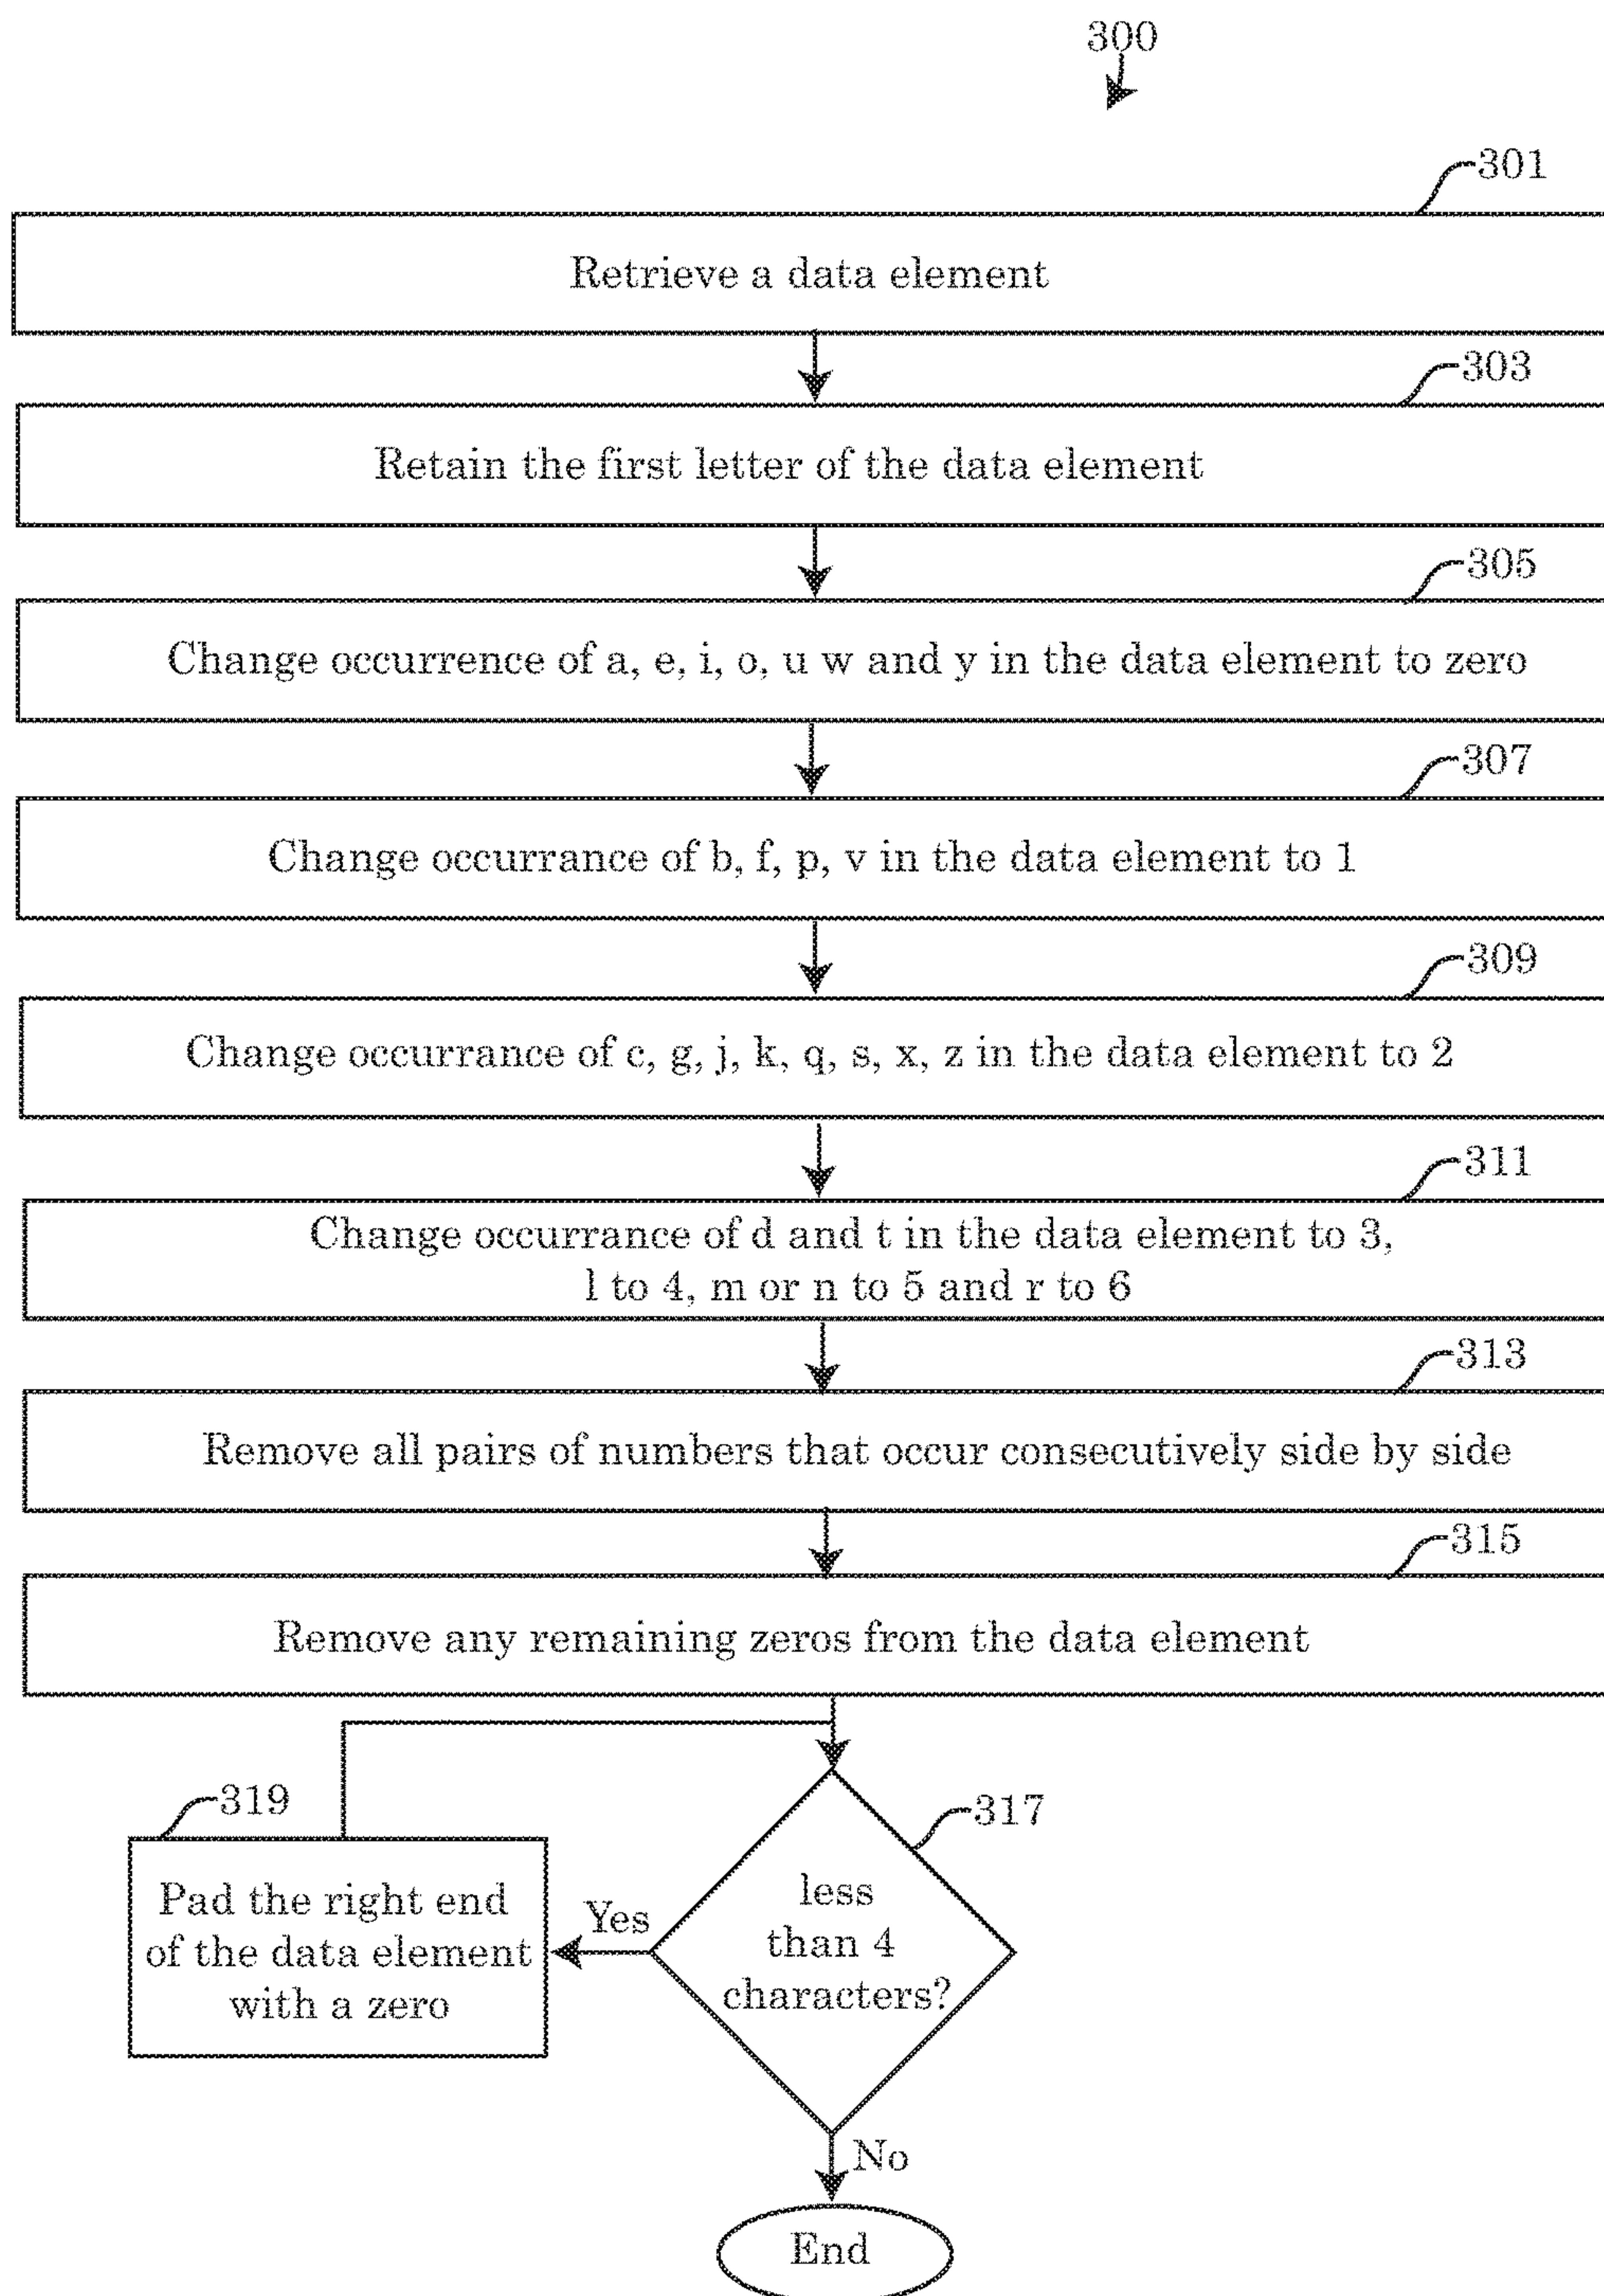 300
301
Retrieve a data element
303
Retain the first letter of the data element
305
Change occurrence of a, e, i, o, u w and y in the data element to zero
307
Change occurrance of b, f, p, v in the data element to 1
309
Change occurrance of c, g, j, k, q, s, x, z in the data element to 2
311
Change occurrance of d and t in the data element to 3,
l to 4, m or n to 5 and r to 6
313
Remove all pairs of numbers that occur consecutively side by side
315
Remove any remaining zeros from the data element
319
317
Pad the right end
of the data element
with a zero
Yes
less
than 4
characters?
No
End